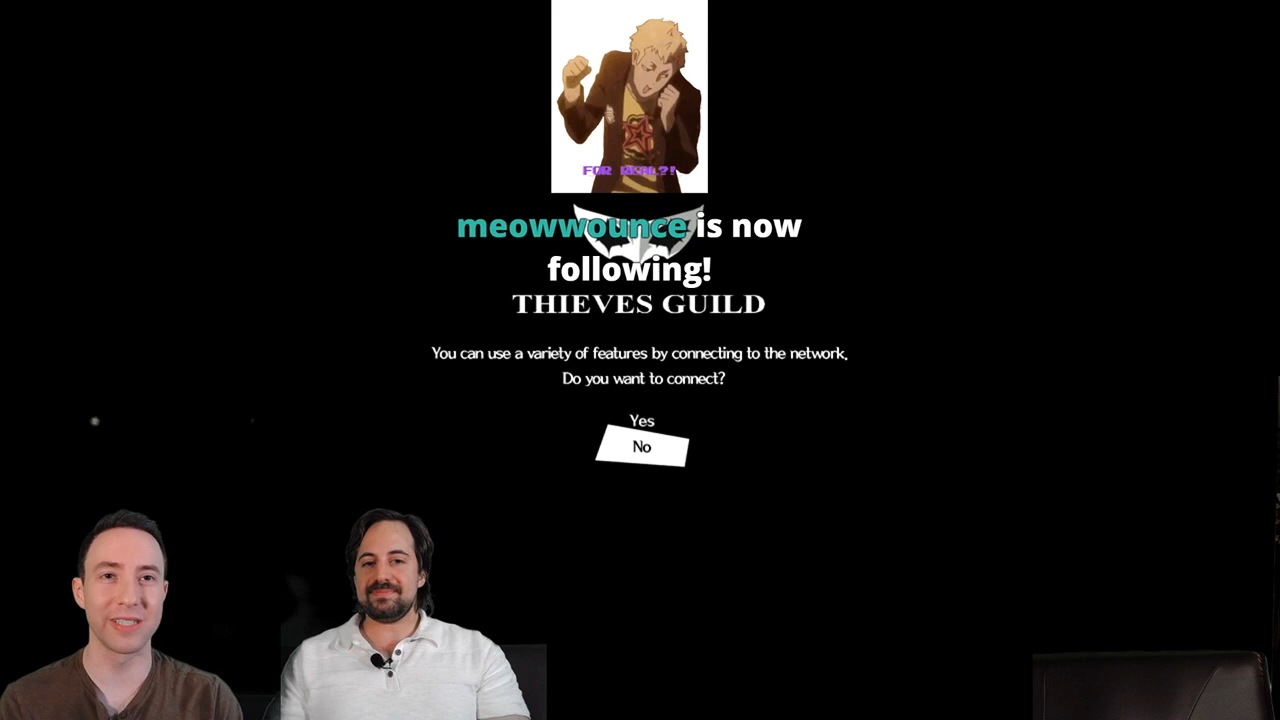 FOR REAL?!
meowwounce is now
following!
THIEVES GUILD
You can use a variety of features by connecting to the network.
Do you want to connect?
Yes
No